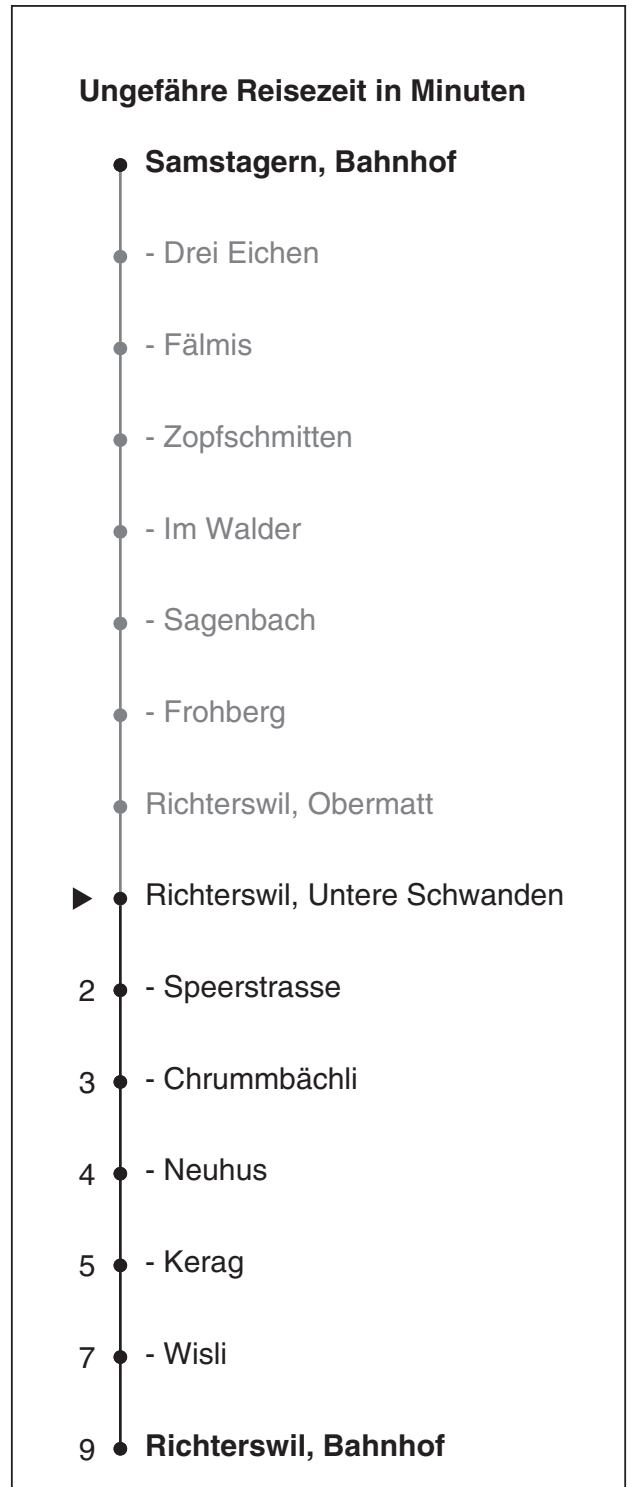 Ungefähre Reisezeit in Minuten
Samstagern, Bahnhof
- Drei Eichen
- Fälmis
- Zopfschmitten
- Im Walder
- Sagenbach
- Frohberg
Richterswil, Obermatt
Richterswil, Untere Schwanden
2 - Speerstrasse
3 - Chrummbächli
4 - Neuhus
5 - Kerag
7 - Wisli
9 Richterswil, Bahnhof